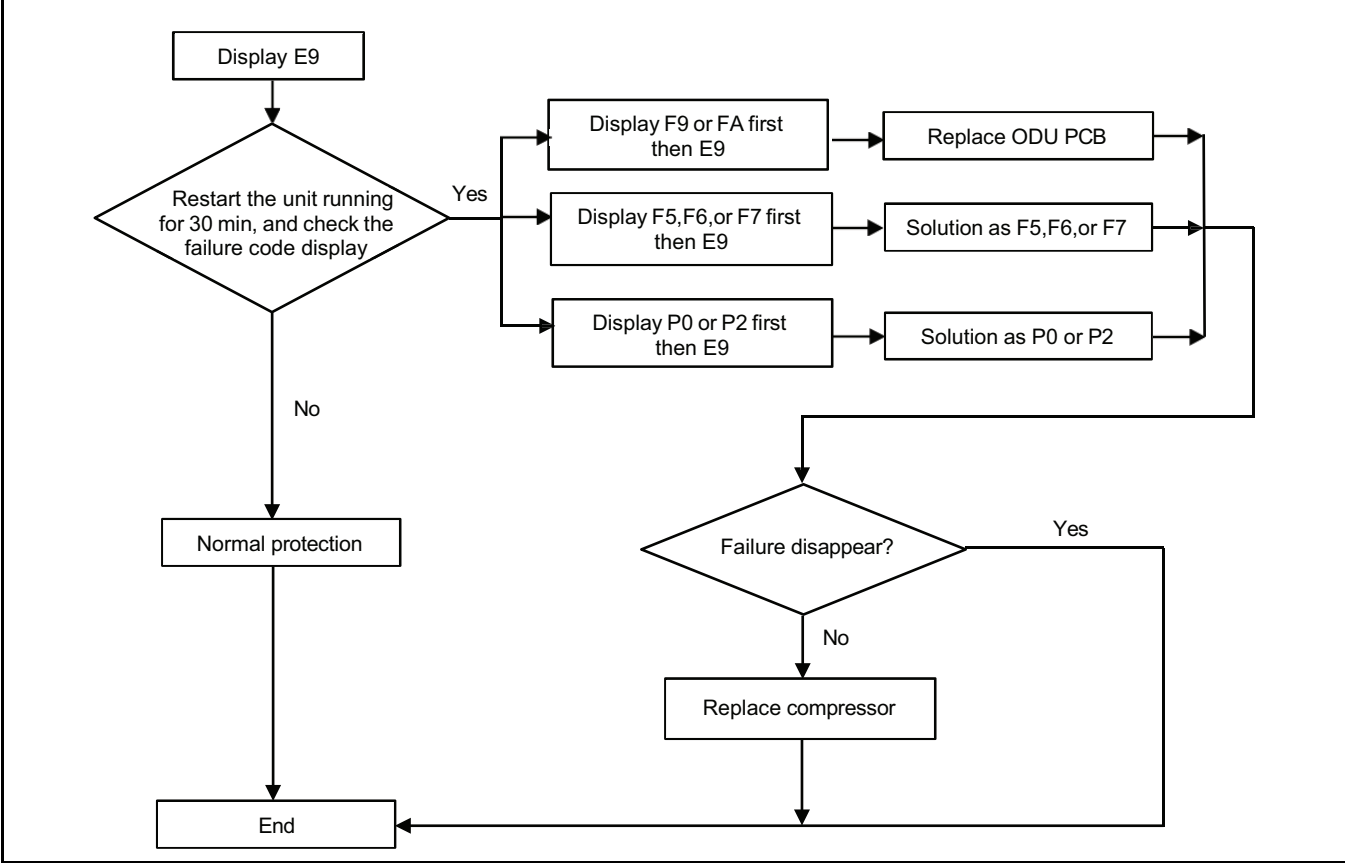 Display E9
Restart the unit running
for 30 min, and check the
failure code display
Yes
Display F9 or FA first
then E9
Replace ODU PCB
Display F5,F6,or F7 first
then E9
Solution as F5,F6,or F7
Display P0 or P2 first
then E9
Solution as P0 or P2
No
Normal protection
Failure disappear?
Yes
No
Replace compressor
End